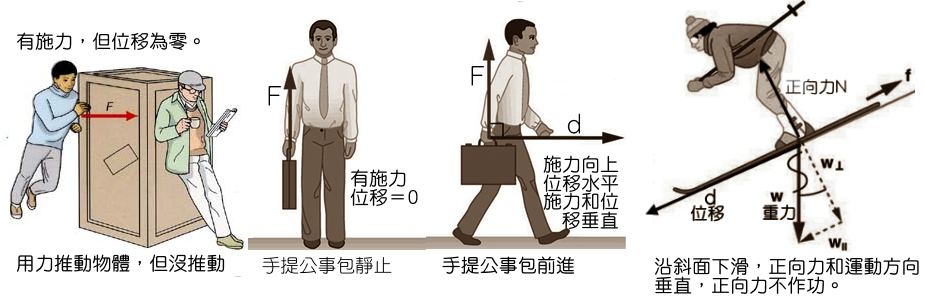 有施力，但位移為零。
F
用力推動物體，但沒推動
F
有施力
位移＝0
手提公事包靜止
F
d
施力向上
位移水平
施力和位
移垂直
手提公事包前進
正向力N
f
W⊥
W
重力
d
位移
W||
沿斜面下滑，正向力和運動方向
垂直，正向力不作功。